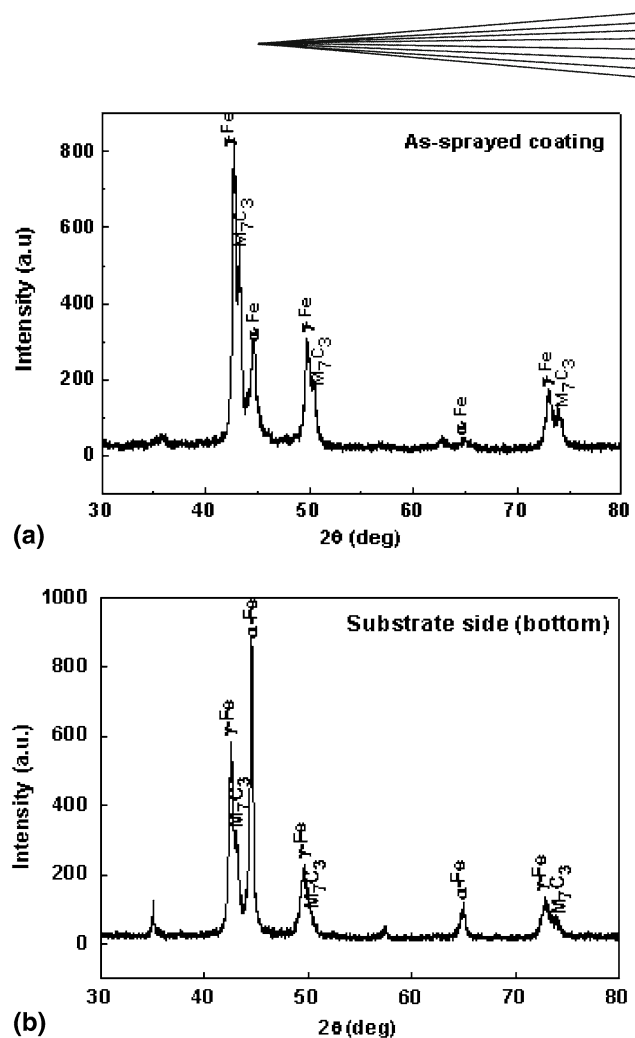 γ-Fe
As-sprayed coating
M7C3
α-Fe
γ-Fe
M7C3
α-Fe
γ-Fe
M7C3
Intensity (a.u)
800
600
400
200
0
30 40 50 60 70 80
2θ (deg)
(a)
α-Fe
Substrate side (bottom)
γ-Fe
M7C3
γ-Fe
M7C3
α-Fe
γ-Fe
M7C3
Intensity (a.u.)
1000
800
600
400
200
0
30 40 50 60 70 80
2θ (deg)
(b)